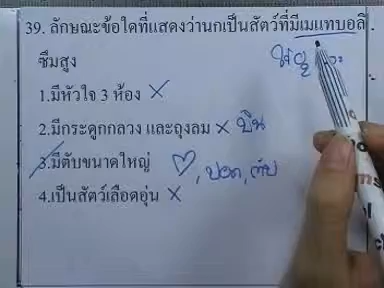 39. ลักษณะข้อใดที่แสดงว่านกเป็นสัตว์ที่มีเมแทบอลิ
ซึมสูง
1.มีหัวใจ 3 ห้อง ×
2.มีกระดูกกลวง และถุงลม × บิน
3.มีตับขนาดใหญ่ ♡, ปอด, ตับ
4.เป็นสัตว์เลือดอุ่น ×